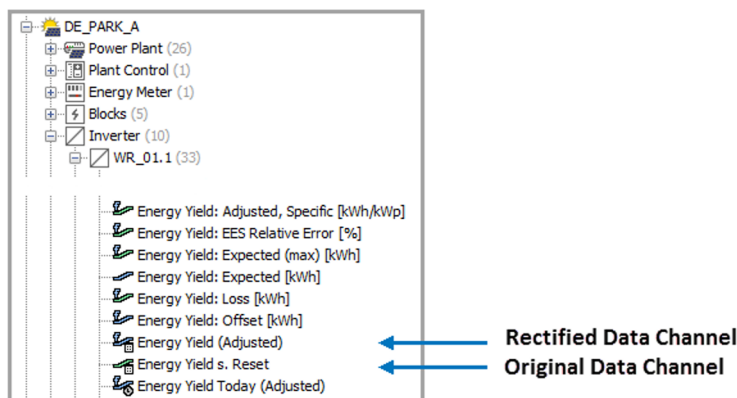 DE_PARK_A
Power Plant (26)
Plant Control (1)
Energy Meter (1)
Blocks (5)
Inverter (10)
WR_01.1 (33)
Energy Yield: Adjusted, Specific [kWh/kWp]
Energy Yield: EES Relative Error [%]
Energy Yield: Expected (max) [kWh]
Energy Yield: Expected [kWh]
Energy Yield: Loss [kWh]
Energy Yield: Offset [kWh]
Energy Yield (Adjusted)
Rectified Data Channel
Energy Yield s. Reset
Original Data Channel
Energy Yield Today (Adjusted)